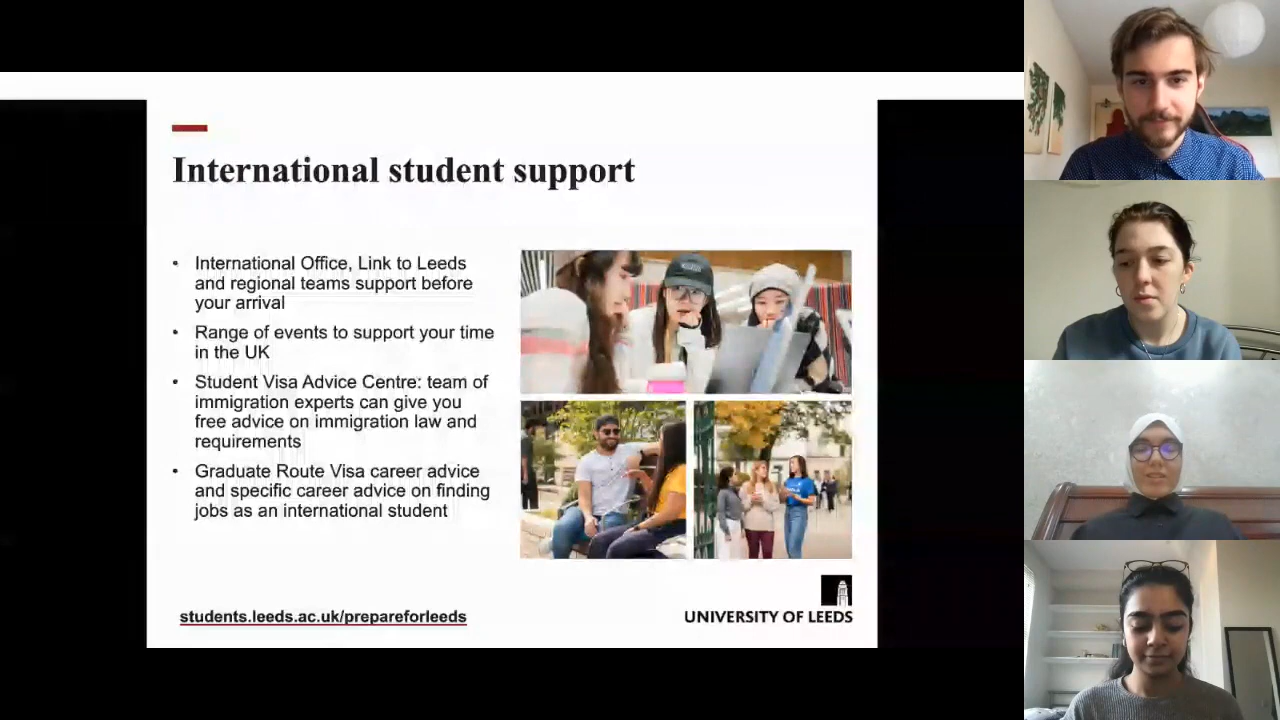 International student support
• International Office, Link to Leeds
and regional teams support before
your arrival
• Range of events to support your time
in the UK
• Student Visa Advice Centre: team of
immigration experts can give you
free advice on immigration law and
requirements
• Graduate Route Visa career advice
and specific career advice on finding
jobs as an international student
students.leeds.ac.uk/prepareforleeds
UNIVERSITY OF LEEDS